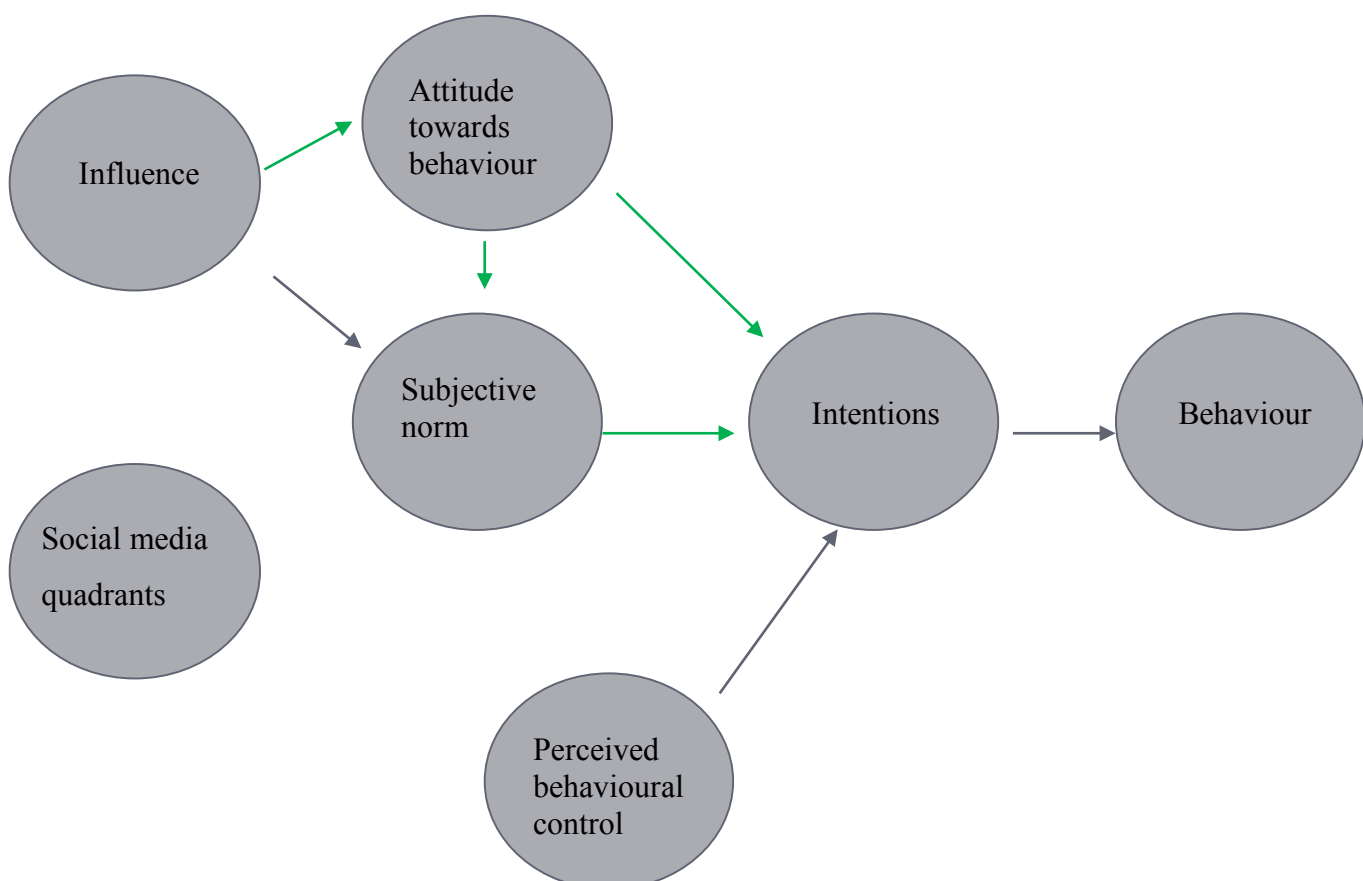 Influence
Attitude
towards
behaviour
Subjective
norm
Intentions
Behaviour
Social media
quadrants
Perceived
behavioural
control